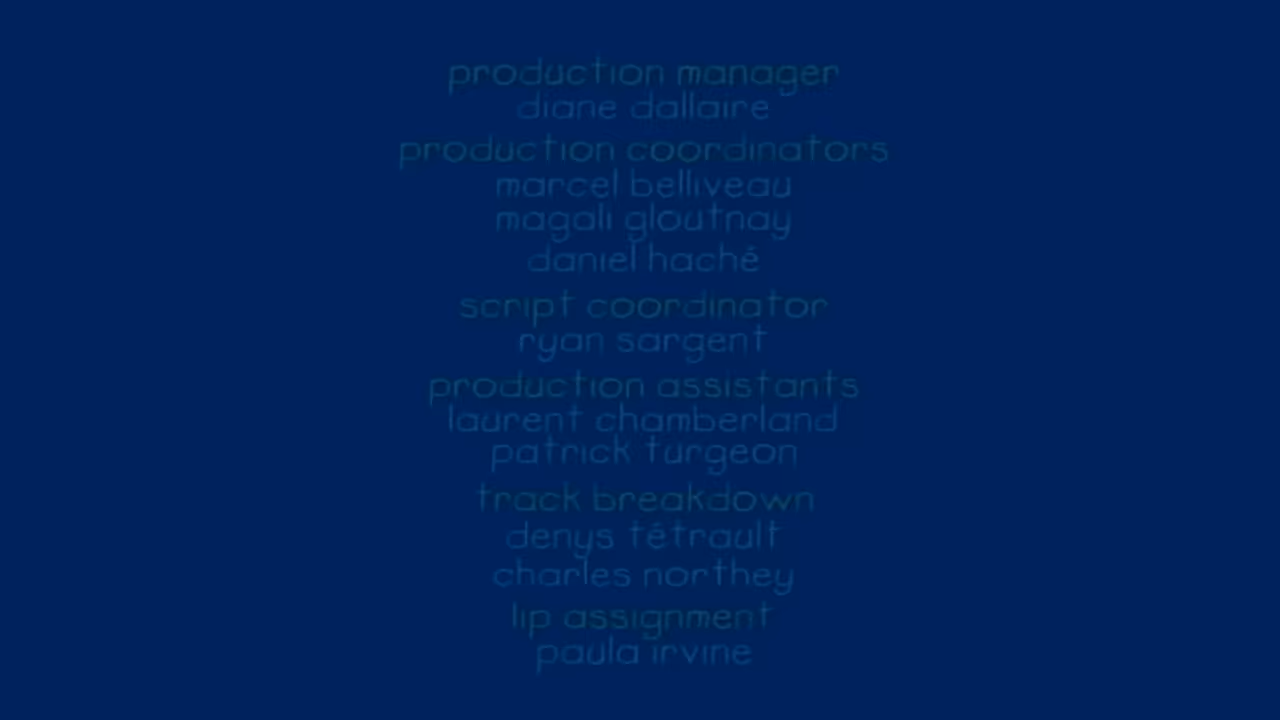 production manager
diane dallaire
production coordinators
marcel belliveau
magali gloutnay
daniel haché
script coordinator
ryan sargent
production assistants
laurent chamberland
patrick turgeon
track breakdown
denys tétrault
charles northey
lip assignment
paula irvine